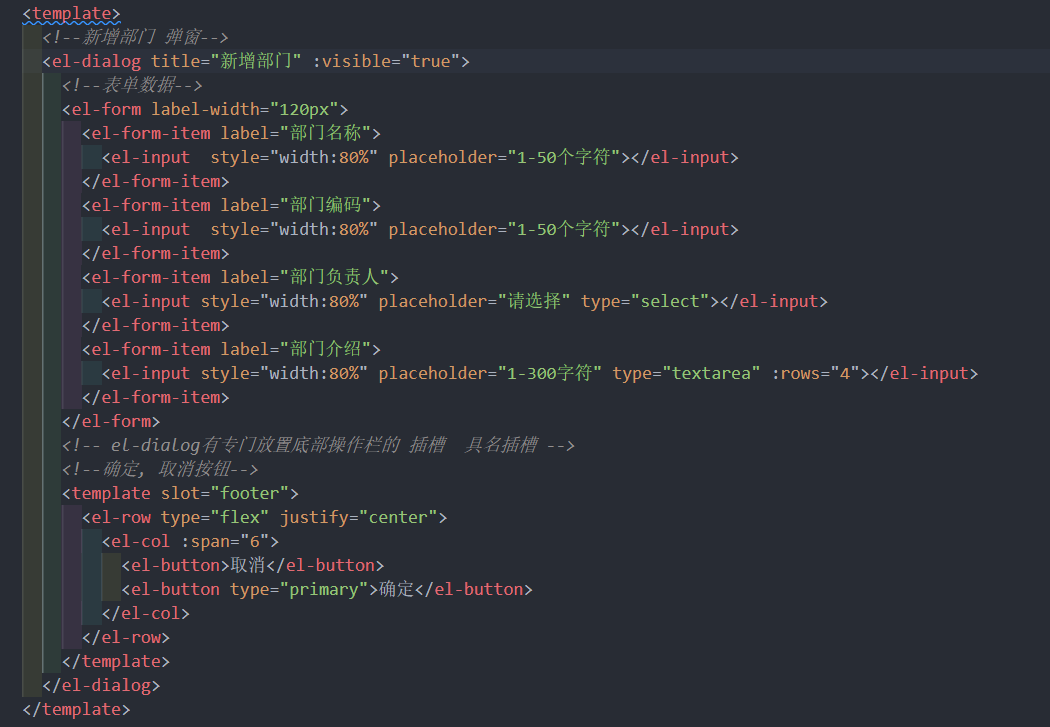 <template>
  <!--新增部门 弹窗-->
  <el-dialog title="新增部门" :visible="true">
    <!--表单数据-->
    <el-form label-width="120px">
      <el-form-item label="部门名称">
        <el-input  style="width:80%" placeholder="1-50个字符"></el-input>
      </el-form-item>
      <el-form-item label="部门编码">
        <el-input  style="width:80%" placeholder="1-50个字符"></el-input>
      </el-form-item>
      <el-form-item label="部门负责人">
        <el-input style="width:80%" placeholder="请选择" type="select"></el-input>
      </el-form-item>
      <el-form-item label="部门介绍">
        <el-input style="width:80%" placeholder="1-300字符" type="textarea" :rows="4"></el-input>
      </el-form-item>
    </el-form>
    <!-- el-dialog有专门放置底部操作栏的 插槽  具名插槽 -->
    <!--确定, 取消按钮-->
    <template slot="footer">
      <el-row type="flex" justify="center">
        <el-col :span="6">
          <el-button>取消</el-button>
          <el-button type="primary">确定</el-button>
        </el-col>
      </el-row>
    </template>
  </el-dialog>
</template>